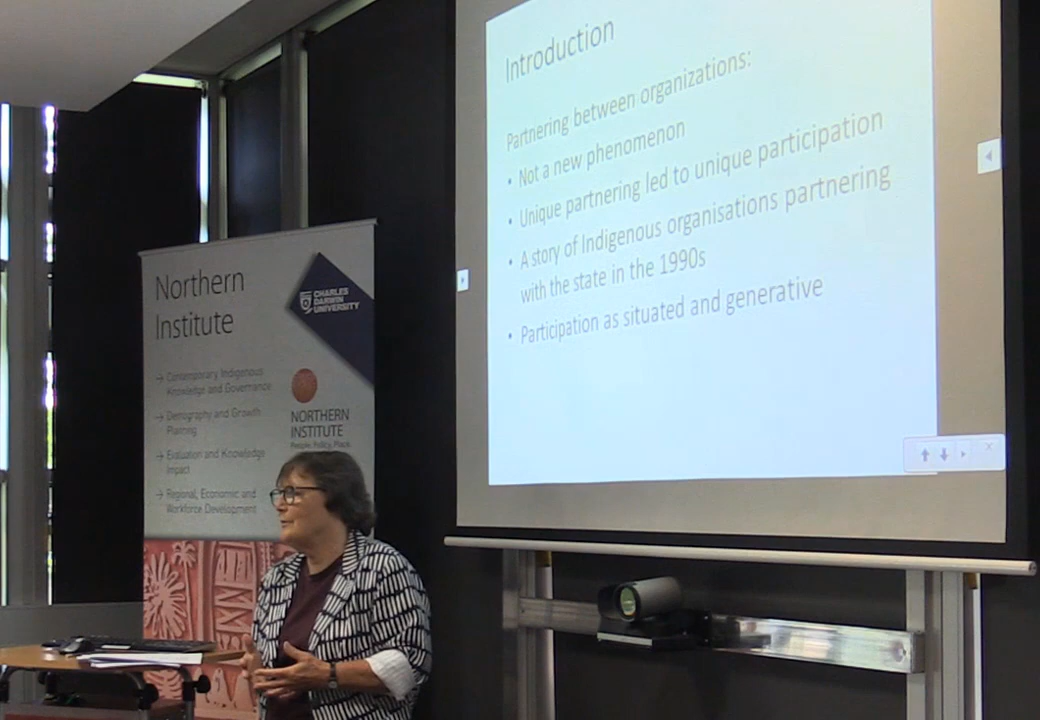 Introduction
Partnering between organizations:
• Not a new phenomenon
• Unique partnering led to unique participation
• A story of Indigenous organisations partnering
with the state in the 1990s
• Participation as situated and generative
Northern
Institute
→ Contemporary Indigenous
Knowledge and Governance
→ Demography and Growth
Planning
→ Evaluation and Knowledge
Impact
→ Regional, Economic and
Workforce Development
CHARLES
DARWIN
UNIVERSITY
NORTHERN
INSTITUTE
People. Policy. Place.